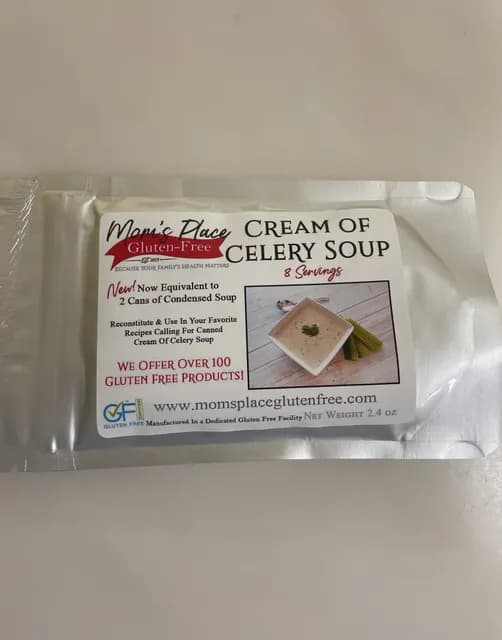 Mom's Place
Gluten-Free
BECAUSE YOUR FAMILY'S HEALTH MATTERS
CREAM OF
CELERY SOUP
8 Servings
New! Now Equivalent to
2 Cans of Condensed Soup
Reconstitute & Use In Your Favorite
Recipes Calling For Canned
Cream Of Celery Soup
WE OFFER OVER 100
GLUTEN FREE PRODUCTS!
GF
GLUTEN FREE
www.momsplaceglutenfree.com
Manufactured In a Dedicated Gluten Free Facility NET WEIGHT 2.4 oz